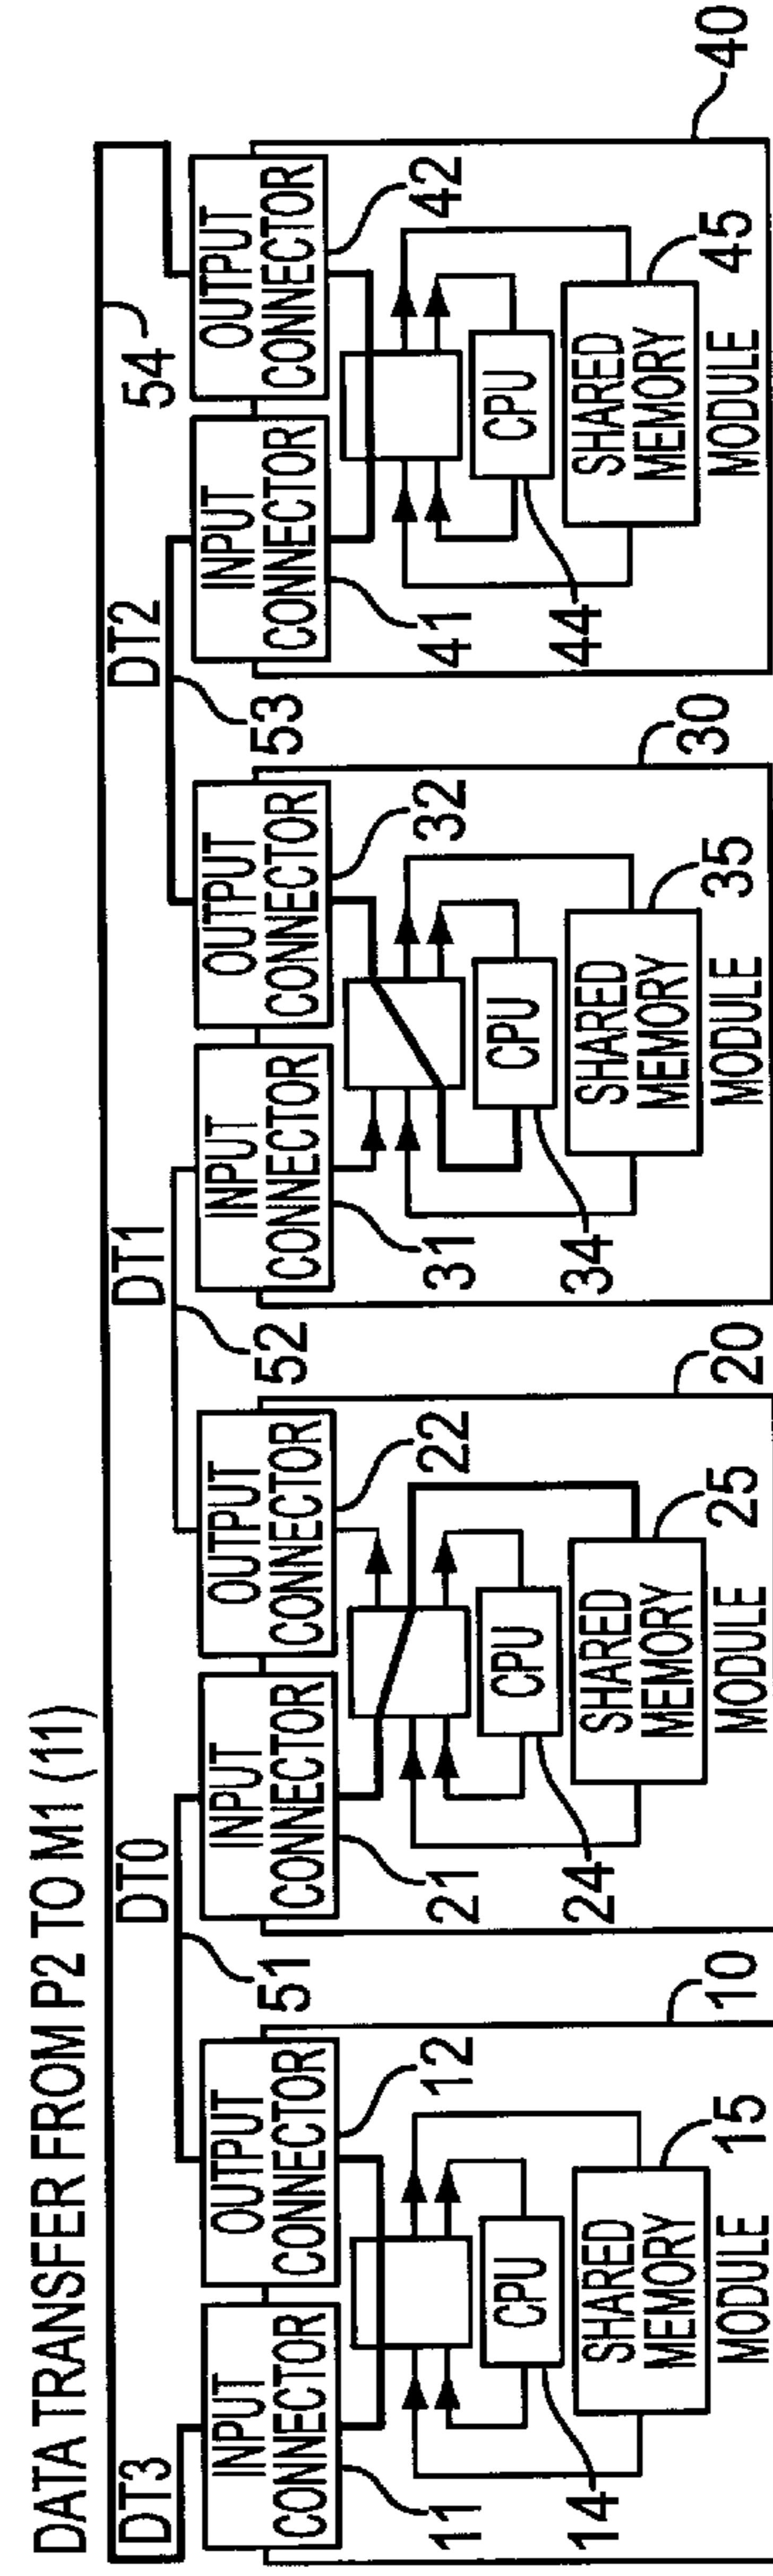 DATA TRANSFER FROM P2 TO M1 (11)
DT3
DT0
DT1
DT2
54
51
52
53
INPUT
CONNECTOR
OUTPUT
CONNECTOR
11
12
CPU
14
SHARED
MEMORY
15
MODULE
10
INPUT
CONNECTOR
OUTPUT
CONNECTOR
21
22
CPU
24
SHARED
MEMORY
25
MODULE
20
INPUT
CONNECTOR
OUTPUT
CONNECTOR
31
32
CPU
34
SHARED
MEMORY
35
MODULE
30
INPUT
CONNECTOR
OUTPUT
CONNECTOR
41
42
CPU
44
SHARED
MEMORY
45
MODULE
40